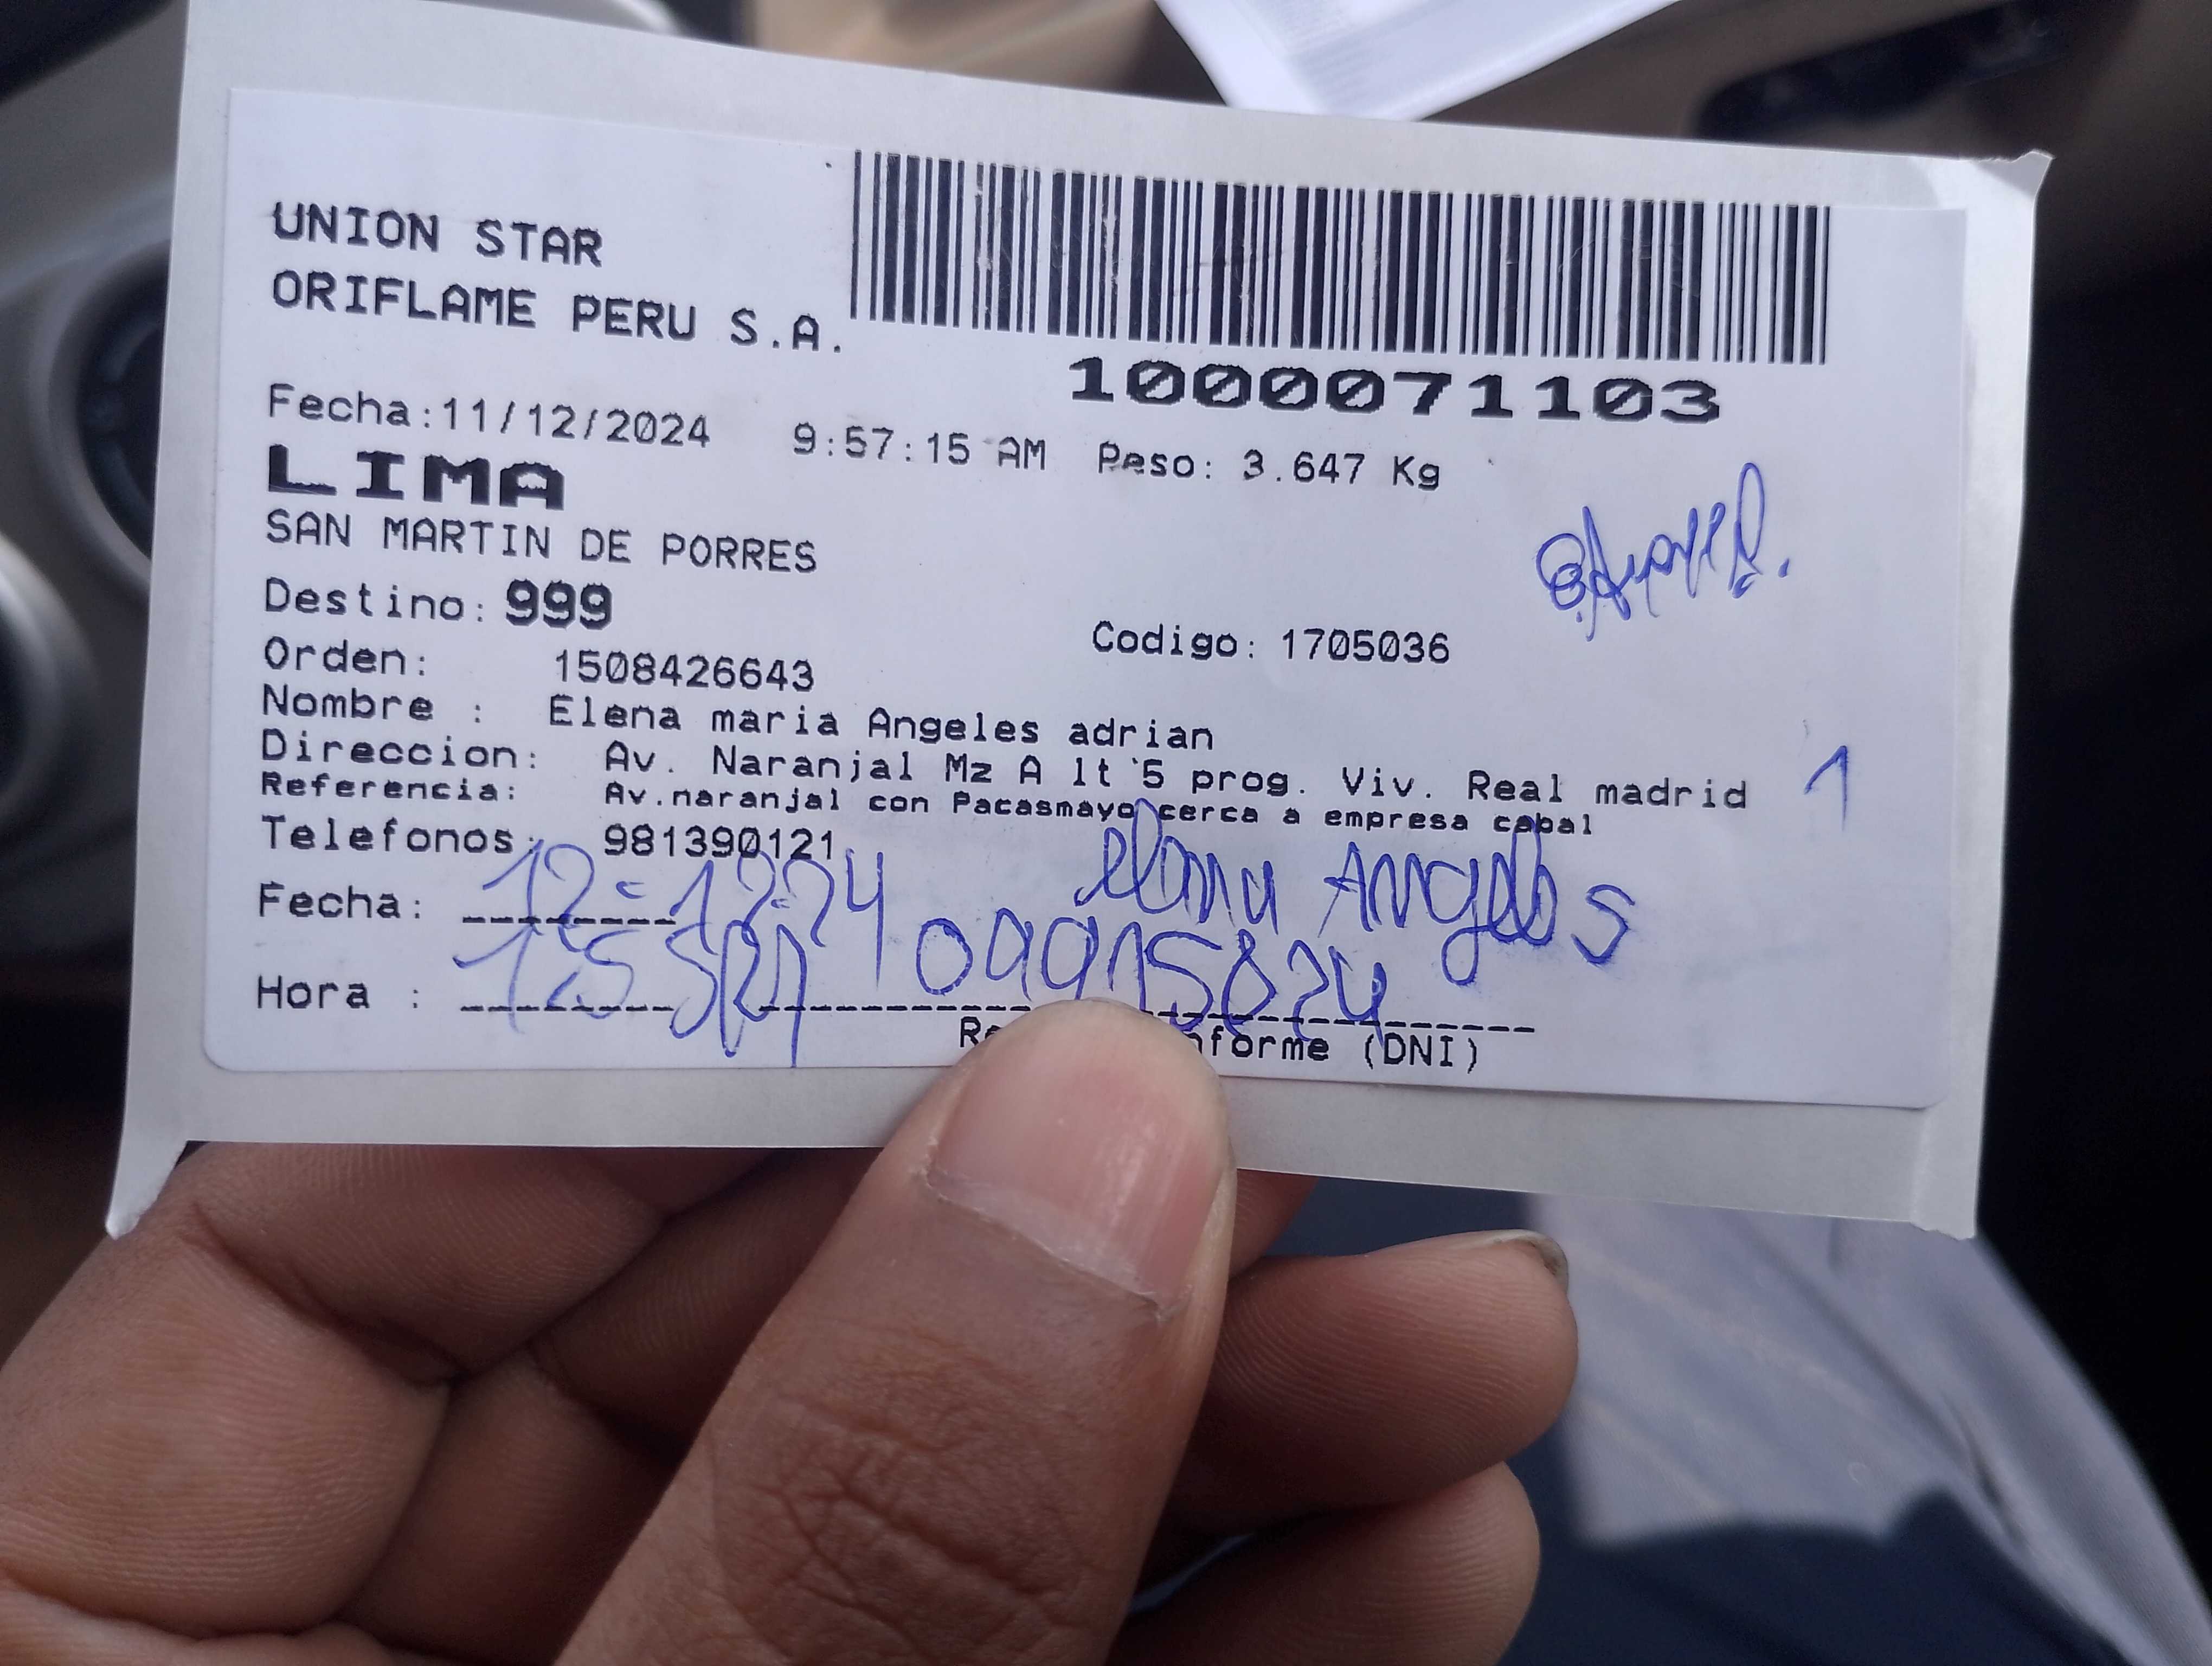 UNION STAR
ORIFLAME PERU S.A.
1000071103
Fecha:11/12/2024 9:57:15 AM Peso: 3.647 Kg
LIMA
SAN MARTIN DE PORRES
Destino: 999
Codigo: 1705036
Orden: 1508426643
Nombre : Elena maria Angeles adrian
Direccion: Av. Naranjal Mz A lt 5 prog. Viv. Real madrid 1
Referencia: Av.naranjal con Pacasmayo cerca a empresa cabal
Telefonos: 981390121
elena Angeles
Fecha: 12-12-24
09915824
Hora :
nforme (DNI)